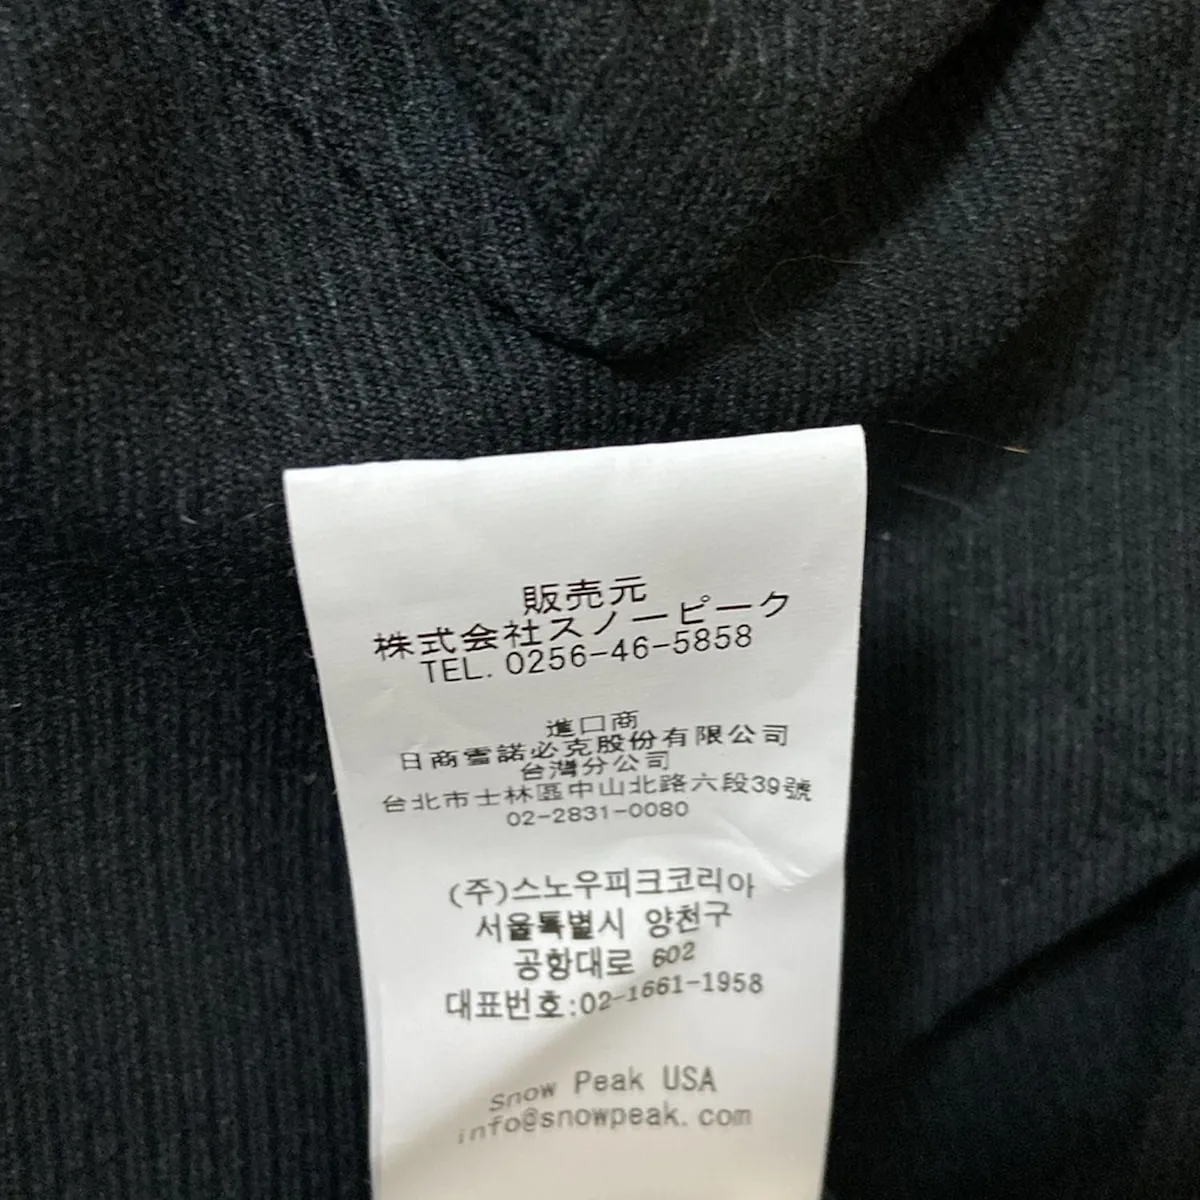 販売元
株式会社スノーピーク
TEL. 0256-46-5858
進口商
日商雪諾必克股份有限公司
台灣分公司
台北市士林區中山北路六段39號
02-2831-0080
(주)스노우피크코리아
서울특별시 양천구
공항대로 602
대표번호:02-1661-1958
Snow Peak USA
info@snowpeak.com